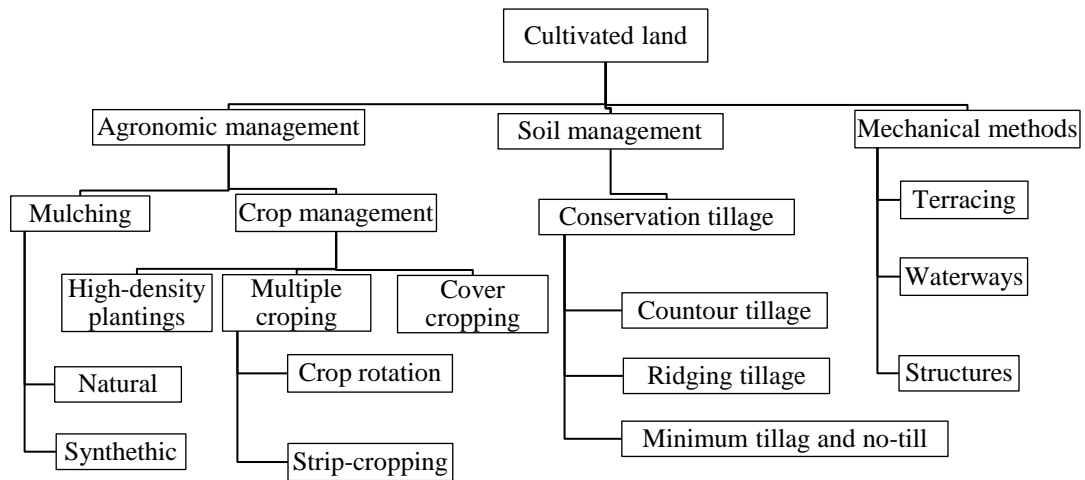 Cultivated land
Agronomic management
Soil management
Mechanical methods
Mulching
Crop management
Conservation tillage
Terracing
High-density
plantings
Multiple
croping
Cover
cropping
Waterways
Countour tillage
Natural
Crop rotation
Ridging tillage
Structures
Synthethic
Strip-cropping
Minimum tillag and no-till